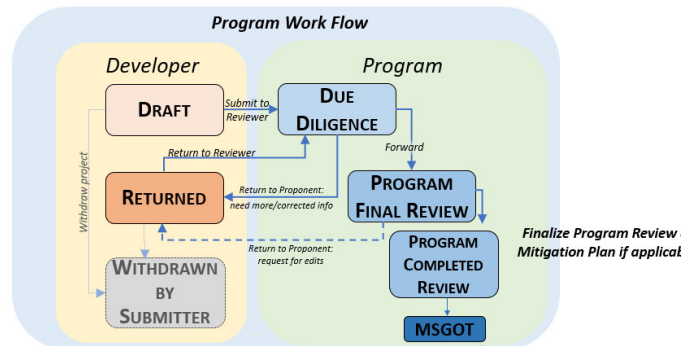 Program Work Flow
Developer
Program
DRAFT
Submit to
Reviewer
DUE
DILIGENCE
Withdraw project
Return to Reviewer
Forward
RETURNED
Return to Proponent:
need more/corrected info
PROGRAM
FINAL REVIEW
Return to Proponent:
request for edits
WITHDRAWN
BY
SUBMITTER
PROGRAM
COMPLETED
REVIEW
Finalize Program Review
Mitigation Plan if applicab
MSGOT